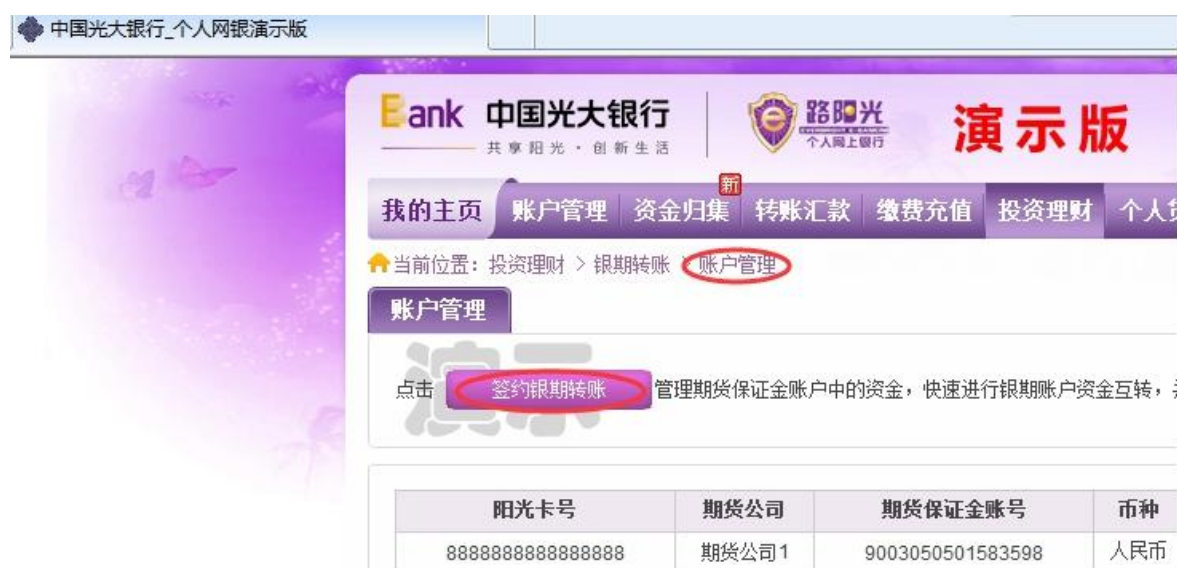 中国光大银行_个人网银演示版
Bank 中国光大银行
共享阳光·创新生活
路阳光
个人网上银行
演示版
新
我的主页 账户管理 资金归集 转账汇款 缴费充值 投资理财 个人
当前位置：投资理财 > 银期转账 > 账户管理
账户管理
演示
点击 签约银期转账 管理期货保证金账户中的资金，快速进行银期账户资金互转，
阳光卡号 期货公司 期货保证金账号 币种
8888888888888888 期货公司1 9003050501583598 人民币